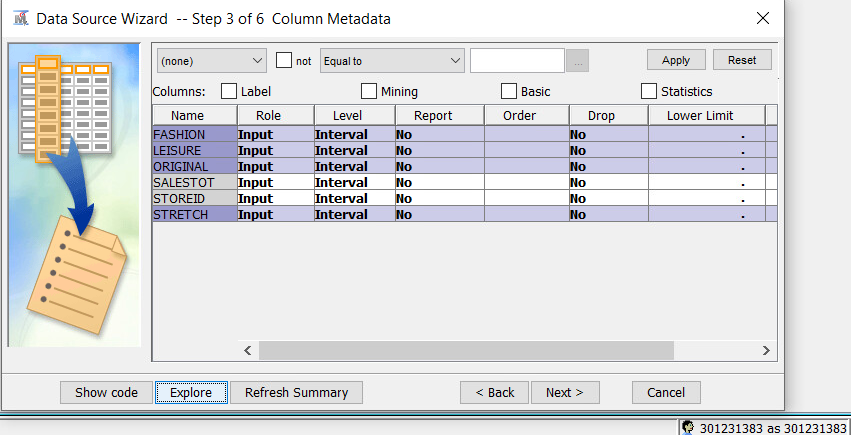 Data Source Wizard -- Step 3 of 6 Column Metadata
(none) not Equal to ... Apply Reset
Columns: Label Mining Basic Statistics
Name Role Level Report Order Drop Lower Limit
FASHION Input Interval No No .
LEISURE Input Interval No No .
ORIGINAL Input Interval No No .
SALESTOT Input Interval No No .
STOREID Input Interval No No .
STRETCH Input Interval No No .
Show code Explore Refresh Summary < Back Next > Cancel
301231383 as 301231383